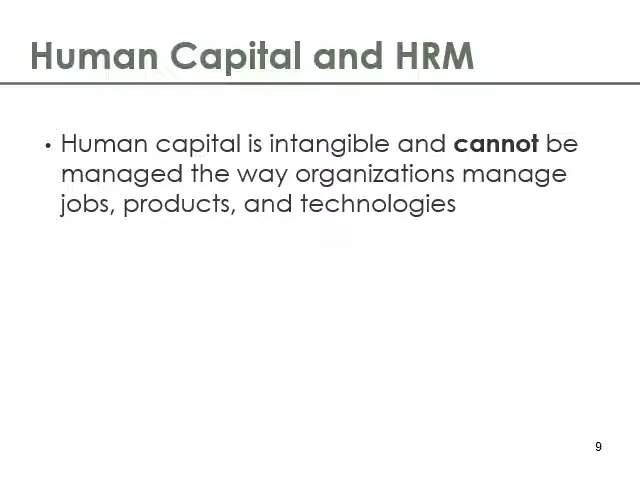 Human Capital and HRM
• Human capital is intangible and cannot be
managed the way organizations manage
jobs, products, and technologies
9